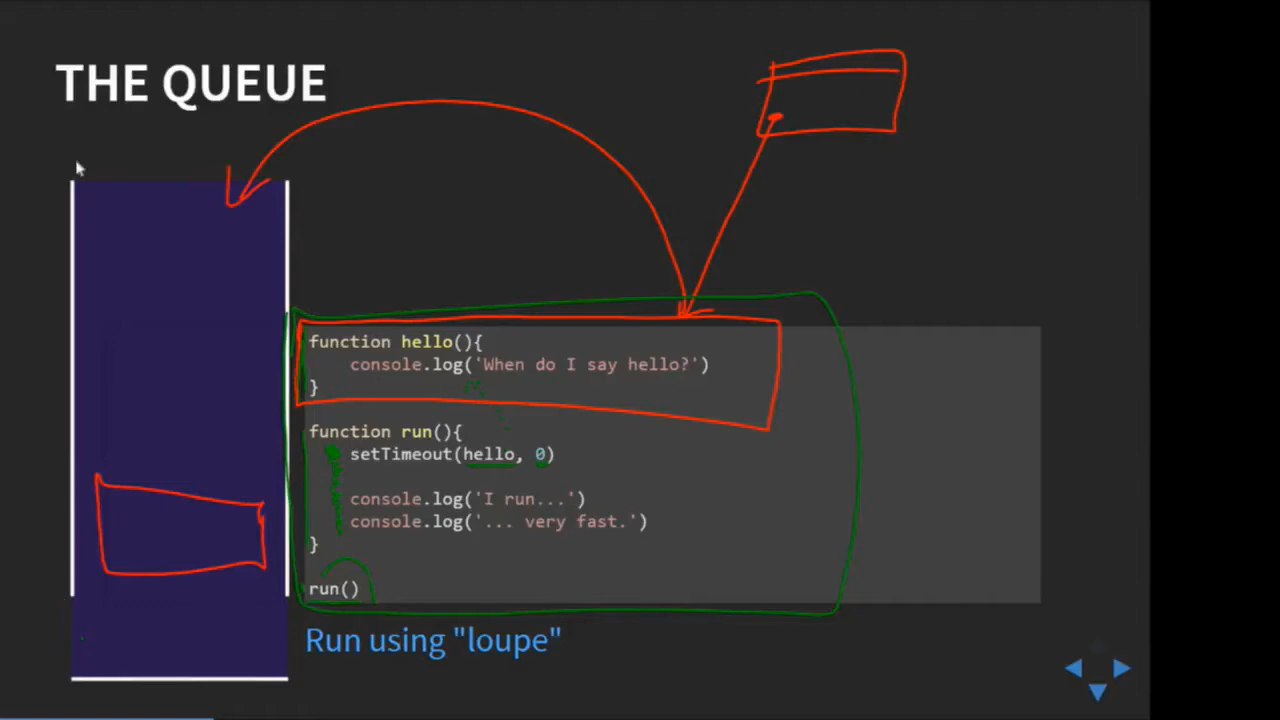 THE QUEUE
function hello(){
    console.log('When do I say hello?')
}
function run(){
    setTimeout(hello, 0)
    console.log('I run...')
    console.log('... very fast.')
}
run()
Run using "loupe"